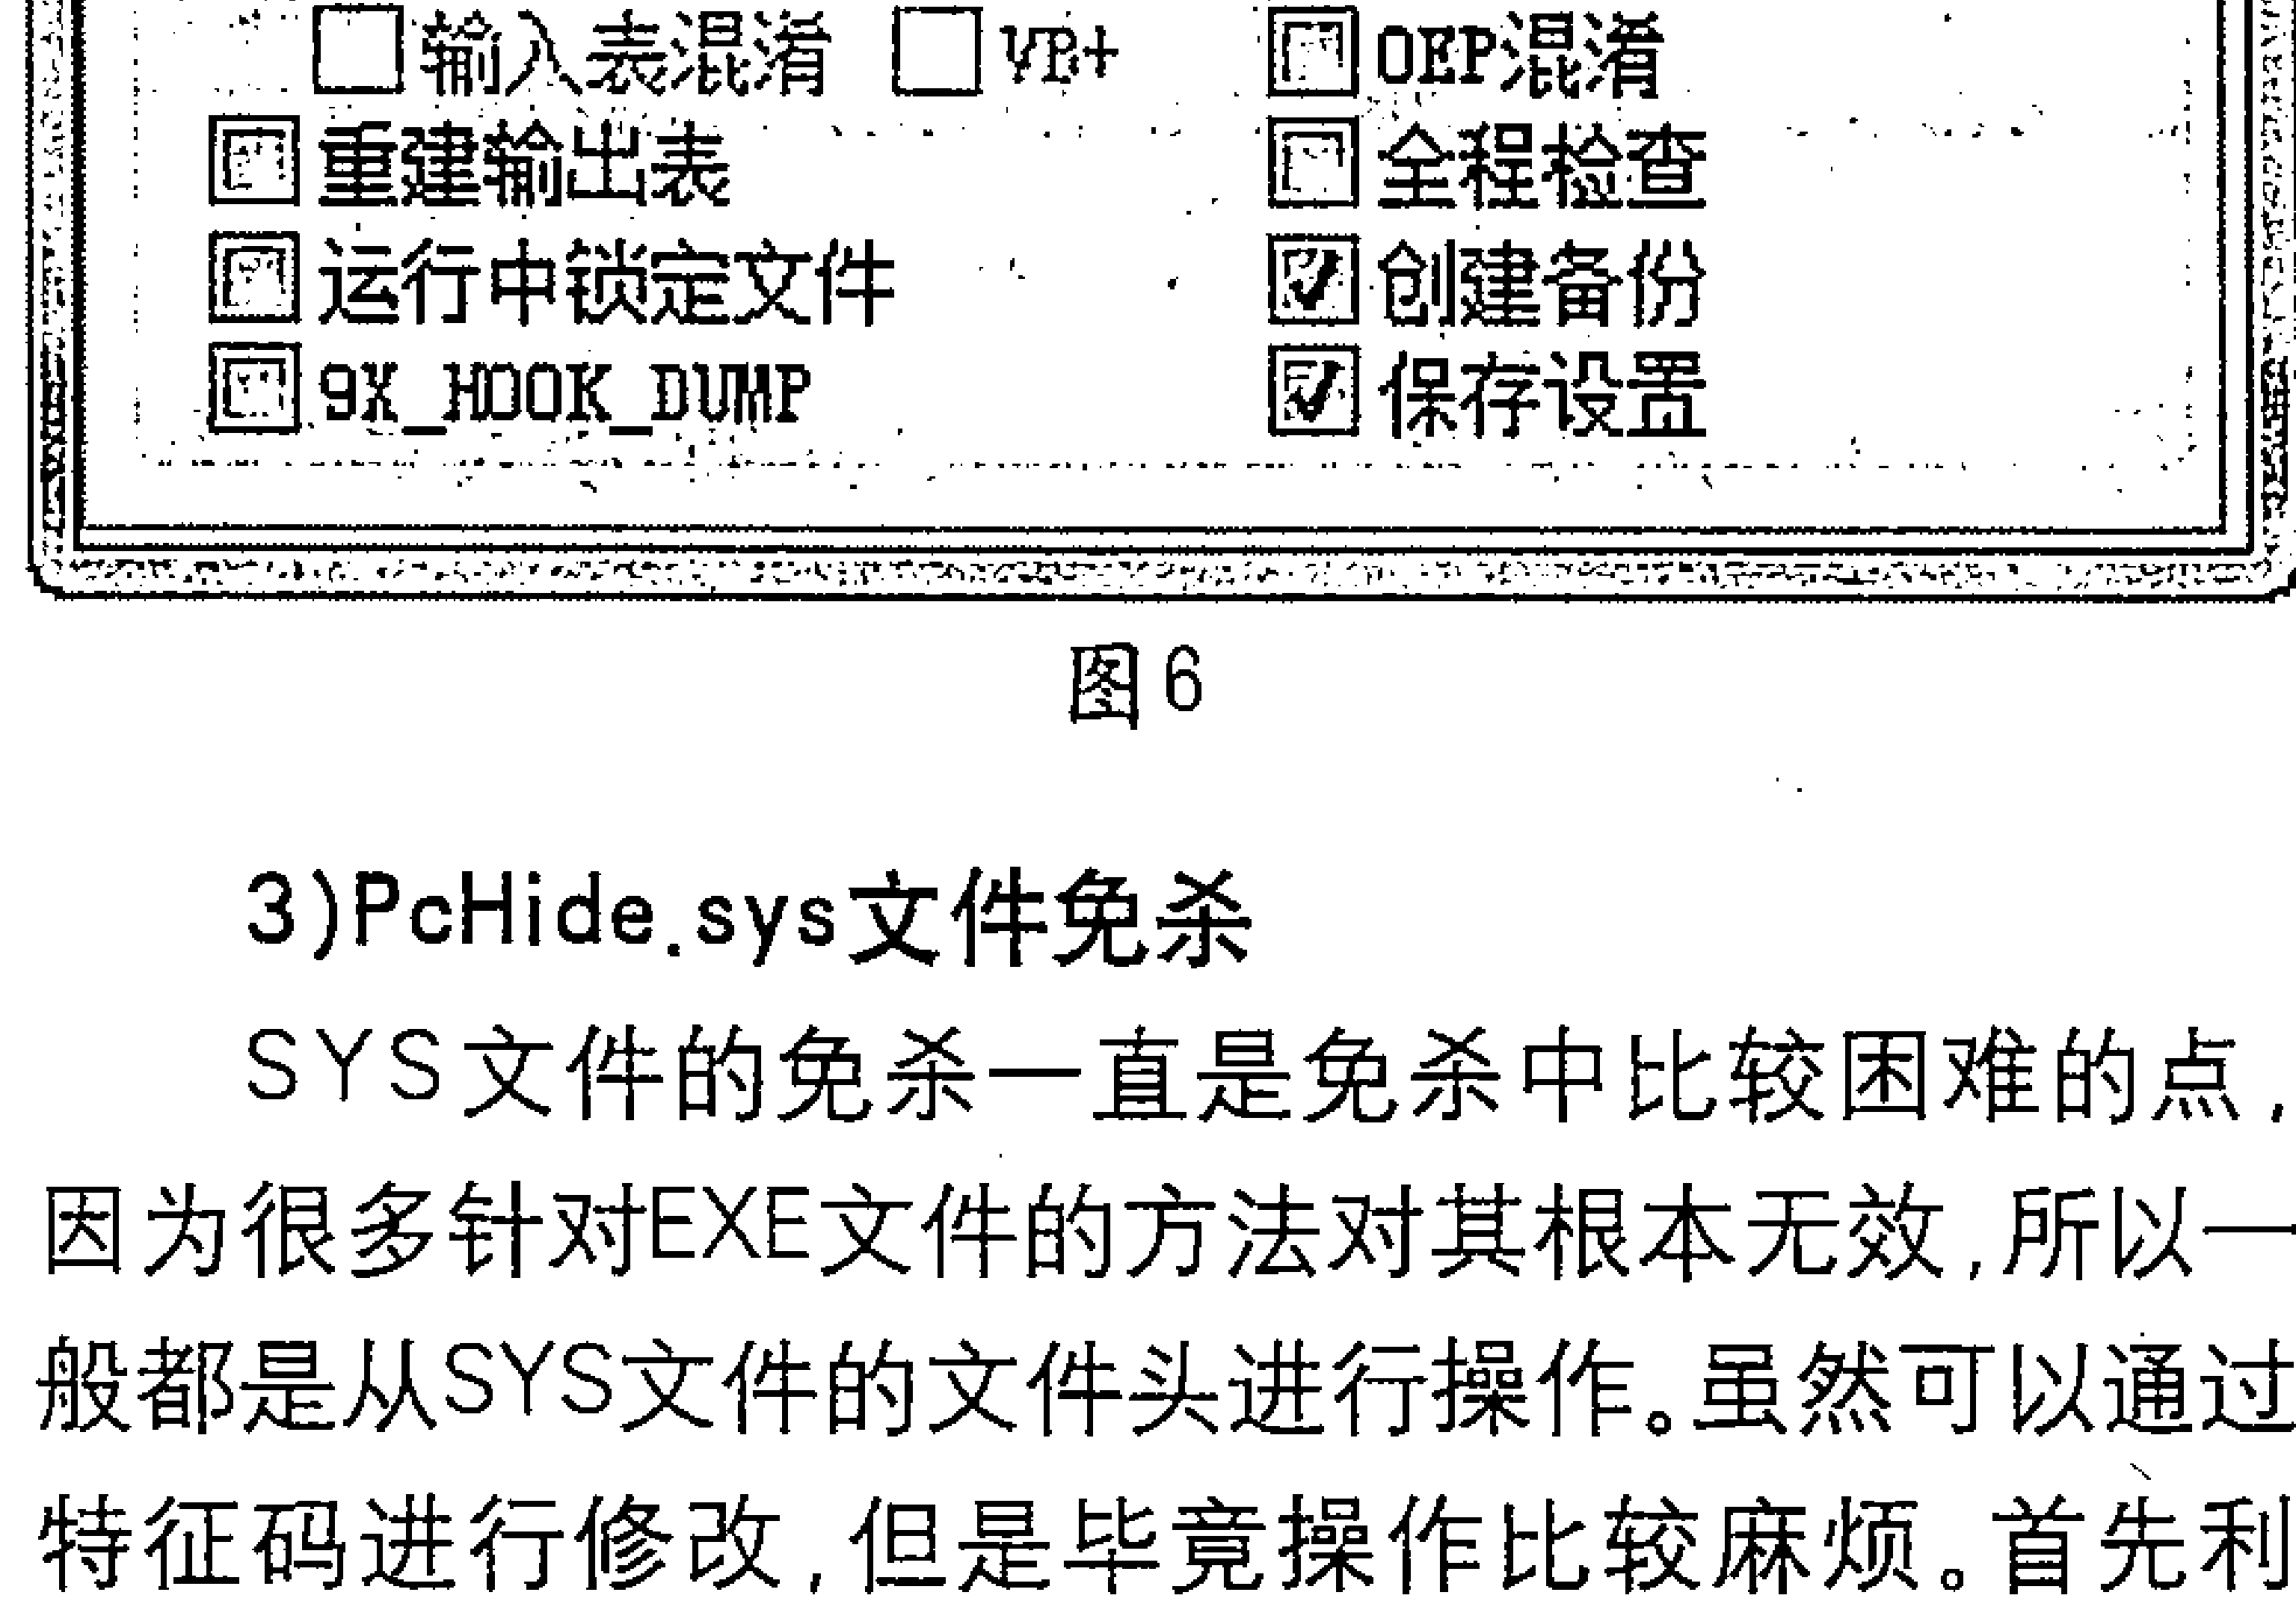 输入表混淆 VB+ OEP混淆
重建输出表 全程检查
运行中锁定文件 创建备份
9X_HOOK_DUMP 保存设置
图6
3)PcHide.sys文件免杀
SYS文件的免杀一直是免杀中比较困难的点,
因为很多针对EXE文件的方法对其根本无效,所以一
般都是从SYS文件的文件头进行操作。虽然可以通过
特征码进行修改,但是毕竟操作比较麻烦。首先利